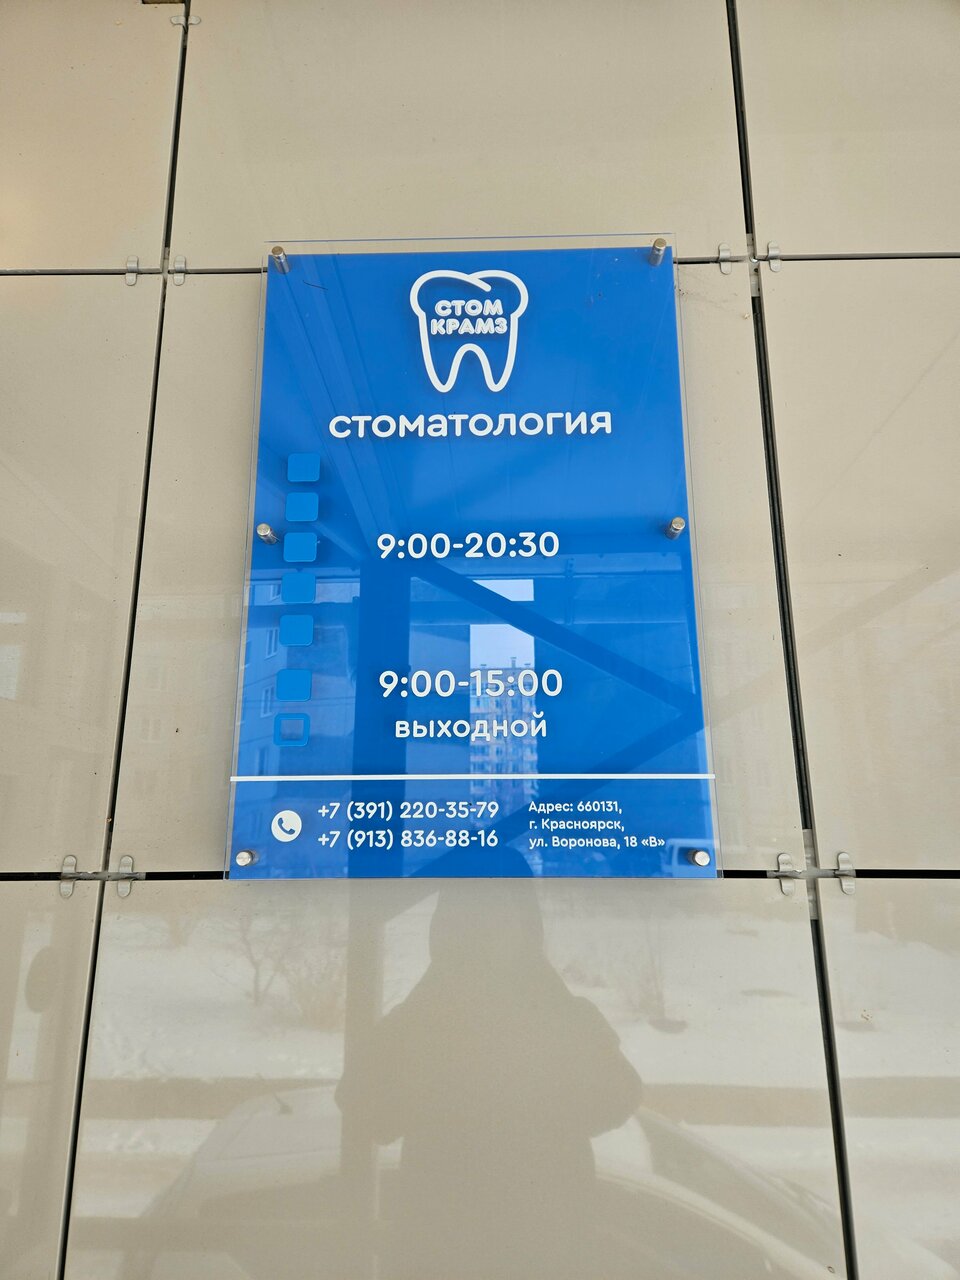 СТОМ
КРАМЗ
стоматология
9:00-20:30
9:00-15:00
выходной
+7 (391) 220-35-79
+7 (913) 836-88-16
Адрес: 660131,
г. Красноярск,
ул. Воронова, 18 «В»